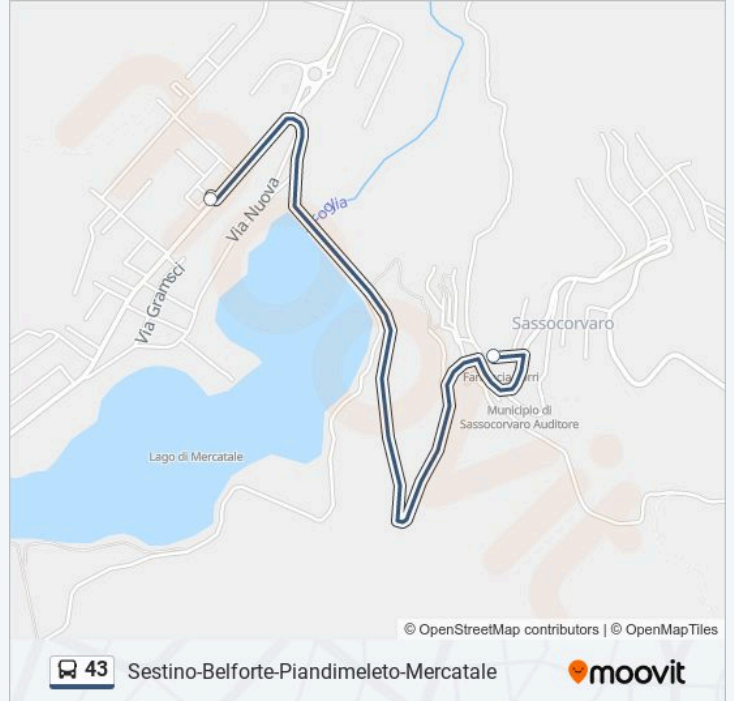 Via Nuova
Foglia
Via Gramsci
Sassocorvaro
Municipio di
Sassocorvaro Auditore
Lago di Mercatale
© OpenStreetMap contributors | © OpenMapTiles
43 Sestino-Belforte-Piandimeleto-Mercatale moovit